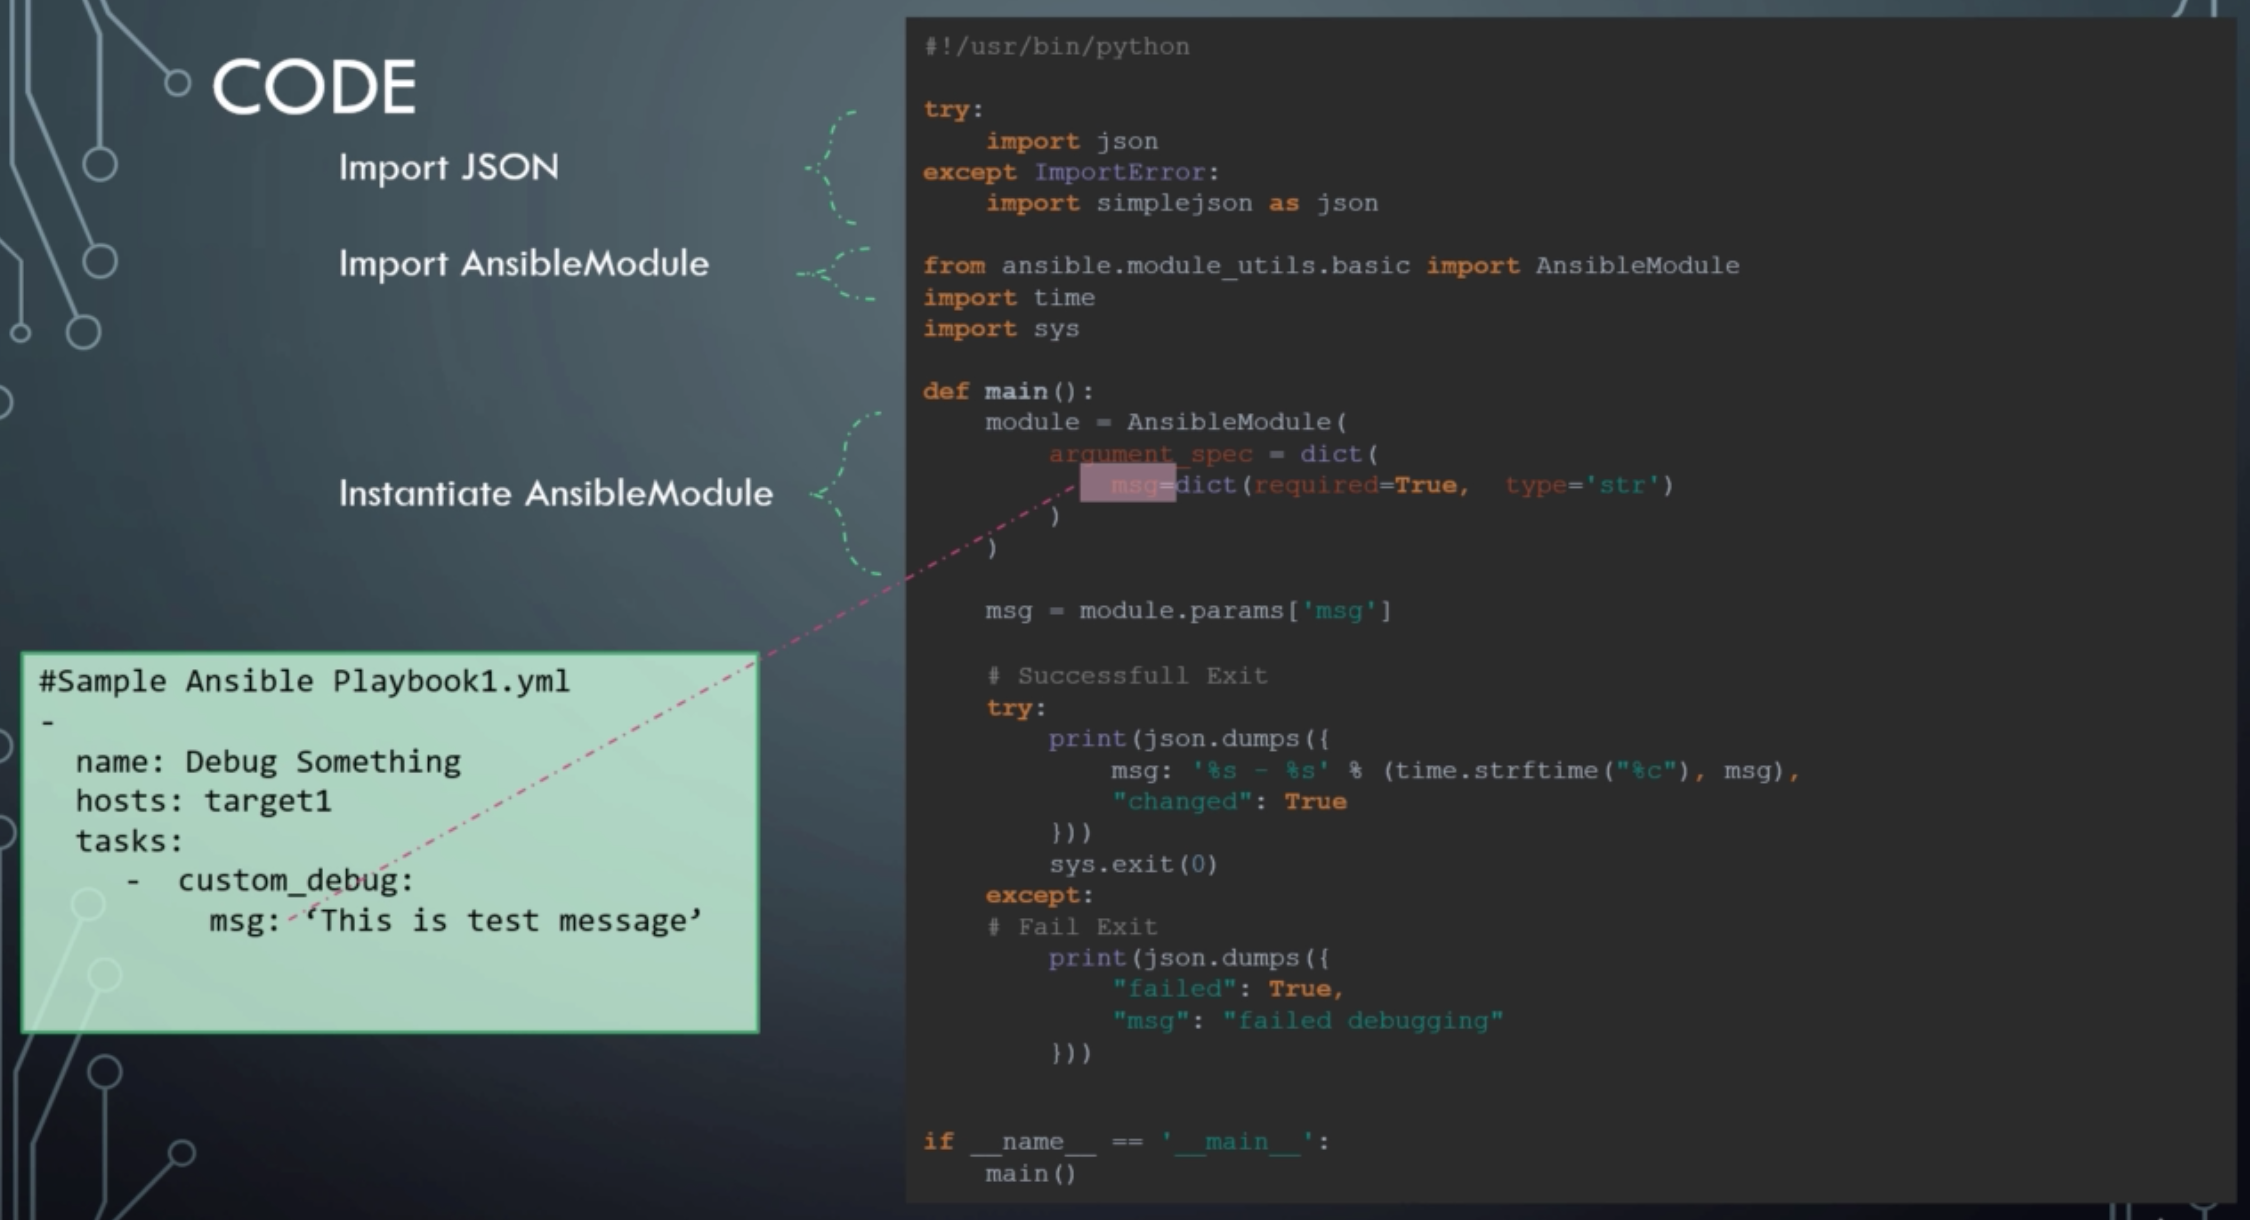 CODE
Import JSON
Import AnsibleModule
Instantiate AnsibleModule
#Sample Ansible Playbook1.yml
-
  name: Debug Something
  hosts: target1
  tasks:
     -  custom_debug:
         msg: ‘This is test message’
#!/usr/bin/python
try:
    import json
except ImportError:
    import simplejson as json
from ansible.module_utils.basic import AnsibleModule
import time
import sys
def main():
    module = AnsibleModule(
        argument_spec = dict(
            msg=dict(required=True,  type='str')
        )
    )
    msg = module.params['msg']
    # Successfull Exit
    try:
        print(json.dumps({
            msg: '%s - %s' % (time.strftime("%c"), msg),
            "changed": True
        }))
        sys.exit(0)
    except:
    # Fail Exit
        print(json.dumps({
            "failed": True,
            "msg": "failed debugging"
        }))
if __name__ == '__main__':
    main()